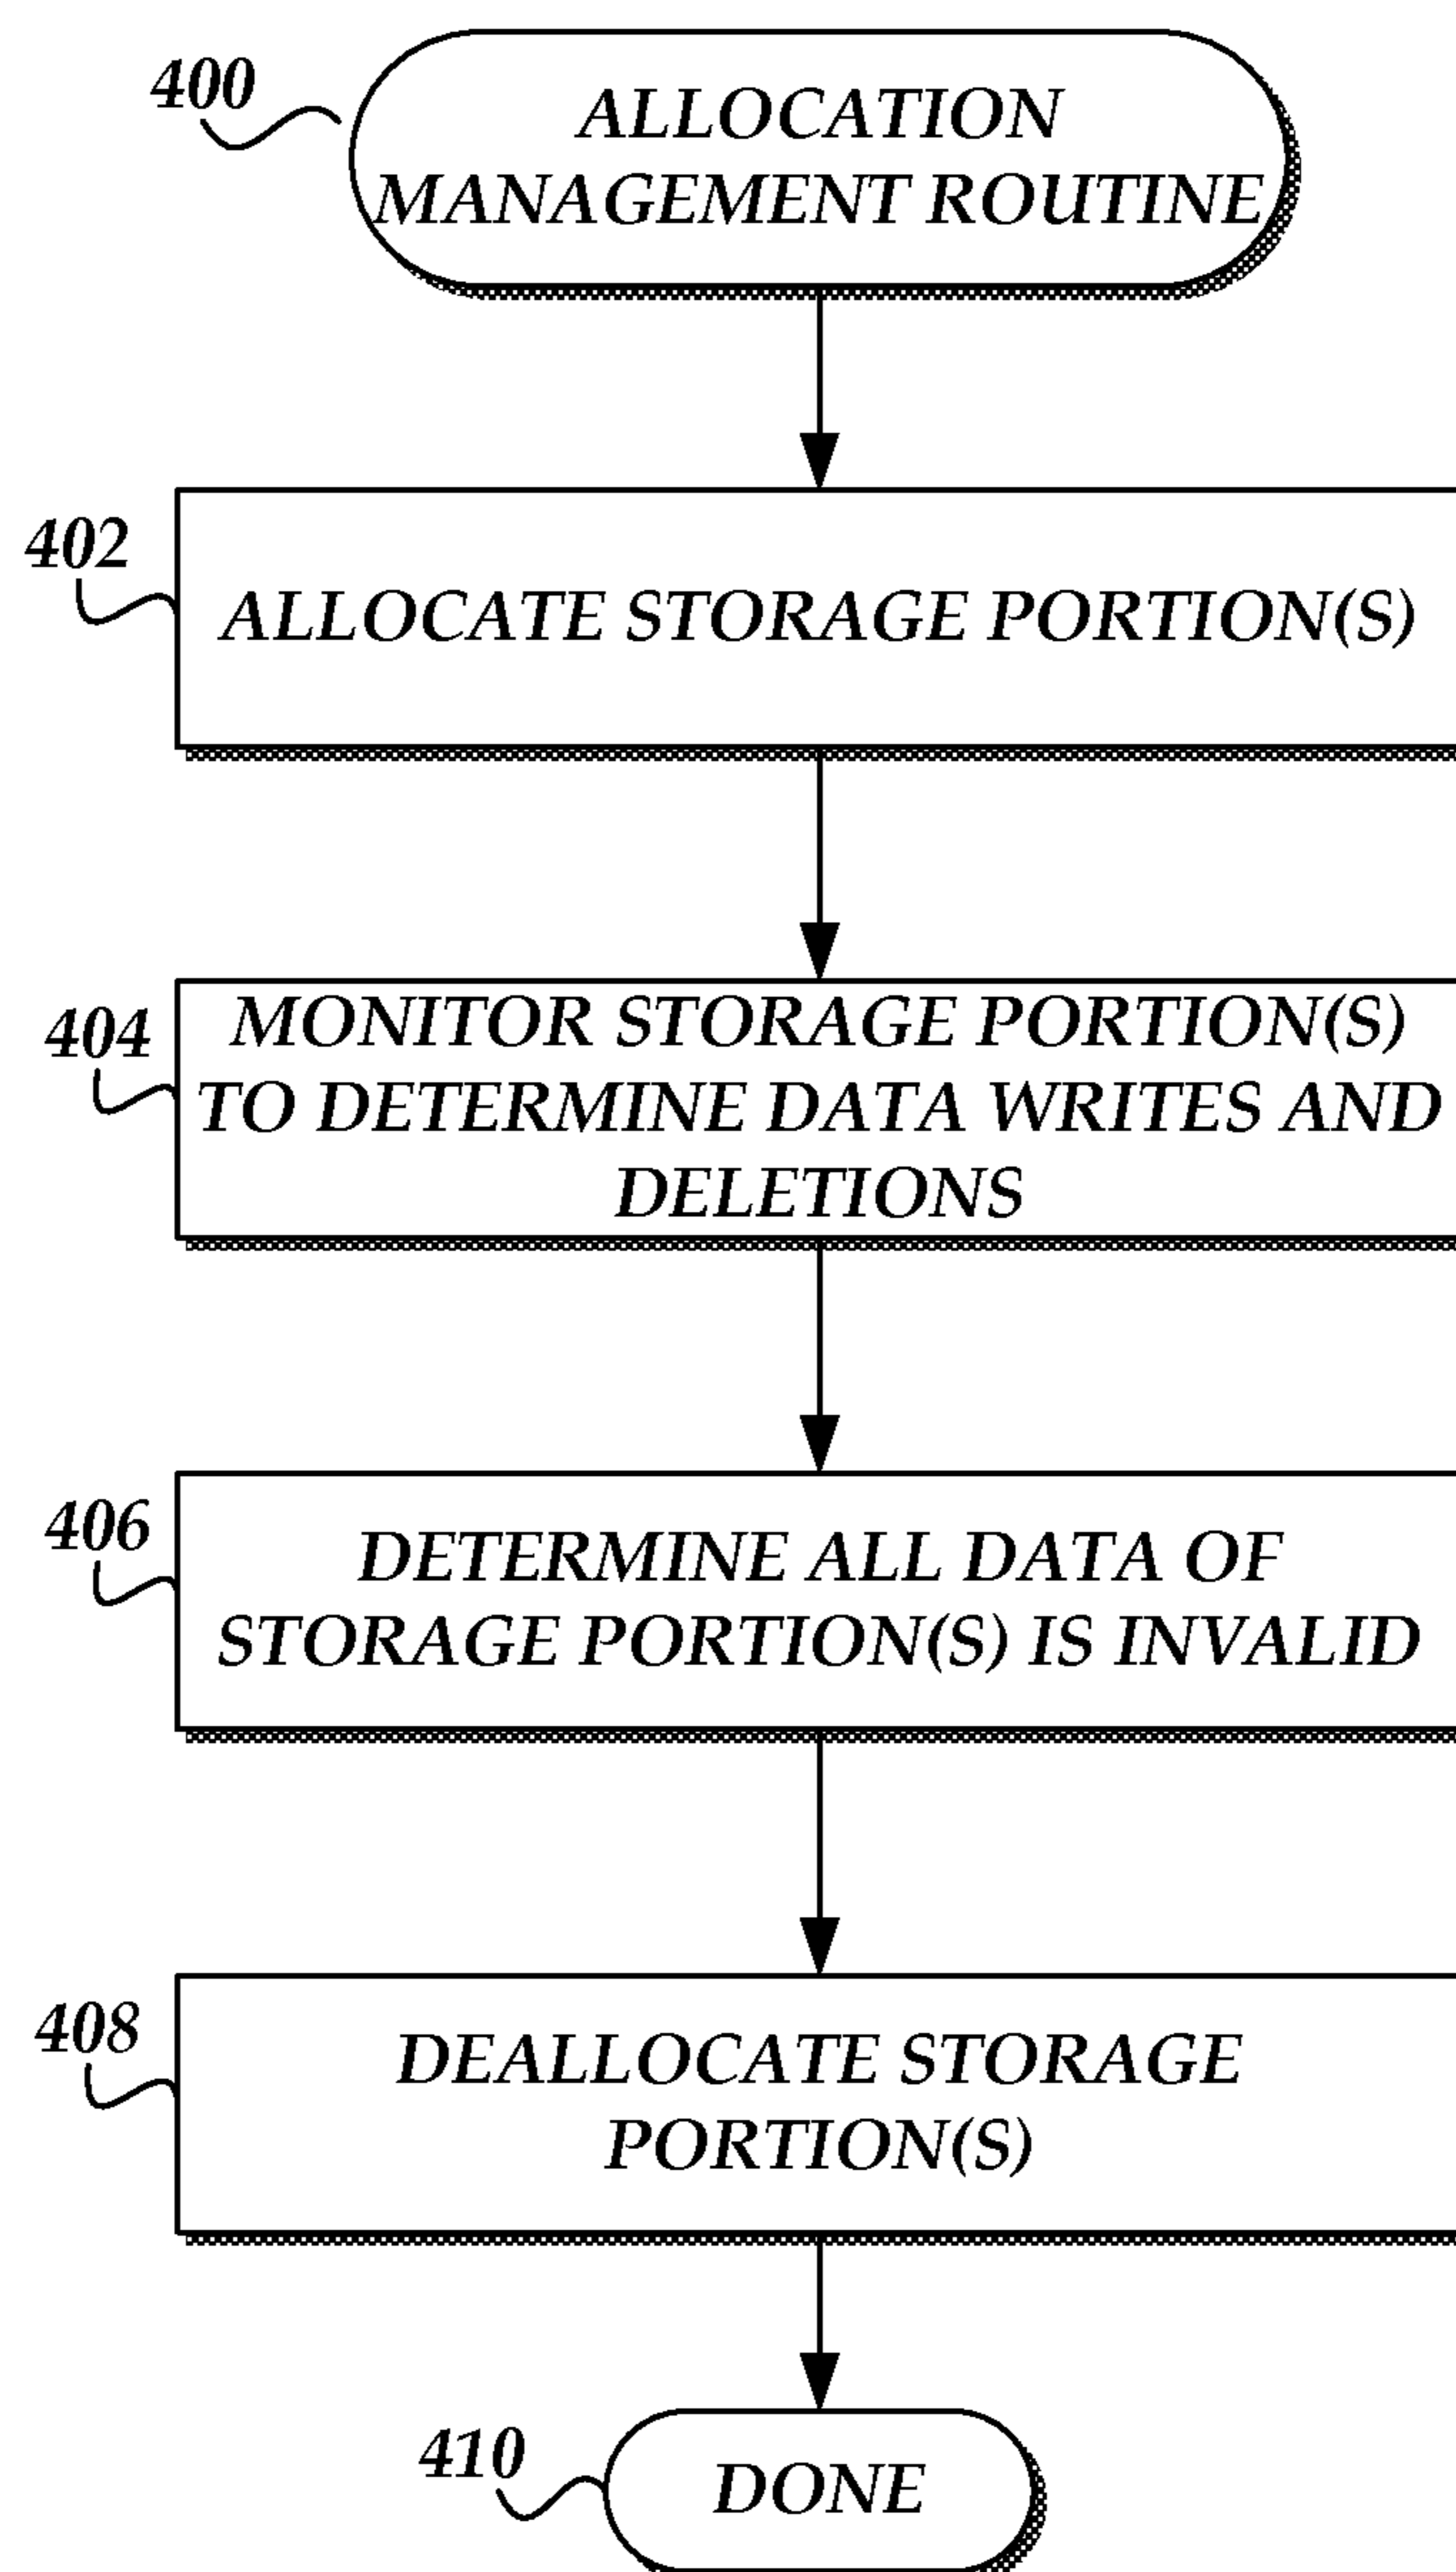 400
ALLOCATION
MANAGEMENT ROUTINE
402
ALLOCATE STORAGE PORTION(S)
404
MONITOR STORAGE PORTION(S)
TO DETERMINE DATA WRITES AND
DELETIONS
406
DETERMINE ALL DATA OF
STORAGE PORTION(S) IS INVALID
408
DEALLOCATE STORAGE
PORTION(S)
410
DONE